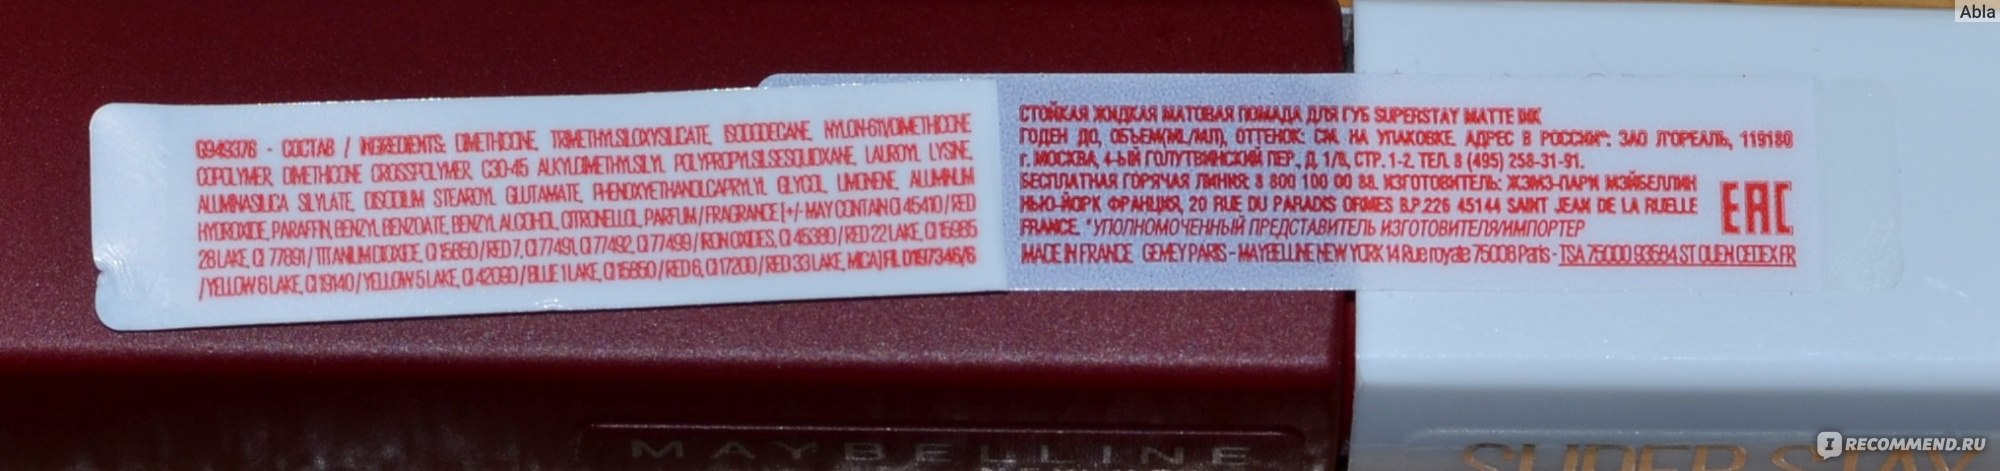 Abla
G949376 - СОСТАВ / INGREDIENTS: DIMETHICONE, TRIMETHYLSILOXYSILICATE, ISODODECANE, NYLON-611/DIMETHICONE
COPOLYMER, DIMETHICONE CROSSPOLYMER, C30-45 ALKYLDIMETHYLSILYL POLYPROPYLSILSESQUIOXANE, LAUROYL LYSINE,
ALUMINA, SILICA SILYLATE, DISODIUM STEAROYL GLUTAMATE, PHENOXYETHANOL, CAPRYLYL GLYCOL, LIMONENE, ALUMINUM
HYDROXIDE, PARAFFIN, BENZYL BENZOATE, BENZYL ALCOHOL, CITRONELLOL, PARFUM / FRAGRANCE [+/- MAY CONTAIN CI 45410 / RED
28 LAKE, CI 77891 / TITANIUM DIOXIDE, CI 15850 / RED 7, CI 77491, CI 77492, CI 77499 / IRON OXIDES, CI 45380 / RED 22 LAKE, CI 15985
/ YELLOW 6 LAKE, CI 19140 / YELLOW 5 LAKE, CI 42090 / BLUE 1 LAKE, CI 15850 / RED 6, CI 17200 / RED 33 LAKE, MICA] F.I.L. D197346/6
СТОЙКАЯ ЖИДКАЯ МАТОВАЯ ПОМАДА ДЛЯ ГУБ SUPERSTAY MATTE INK
ГОДЕН ДО, ОБЪЕМ(ML/МЛ), ОТТЕНОК: СМ. НА УПАКОВКЕ. АДРЕС В РОССИИ*: ЗАО Л'ОРЕАЛЬ, 119180
г. МОСКВА, 4-ЫЙ ГОЛУТВИНСКИЙ ПЕР., Д. 1/8, СТР. 1-2. ТЕЛ. 8 (495) 258-31-91.
БЕСПЛАТНАЯ ГОРЯЧАЯ ЛИНИЯ: 8 800 100 00 88. ИЗГОТОВИТЕЛЬ: ЖЭМЭ-ПАРИ МЭЙБЕЛЛИН
НЬЮ-ЙОРК ФРАНЦИЯ, 20 RUE DU PARADIS ORMES B.P.226 45144 SAINT JEAN DE LA RUELLE
FRANCE. *УПОЛНОМОЧЕННЫЙ ПРЕДСТАВИТЕЛЬ ИЗГОТОВИТЕЛЯ/ИМПОРТЕР
MADE IN FRANCE GEMEY PARIS - MAYBELLINE NEW YORK 14 Rue royale 75008 Paris - TSA 75000 93584 ST OUEN CEDEX FR
EAC
MAYBELLINE
SUPER STAY
IRECOMMEND.RU